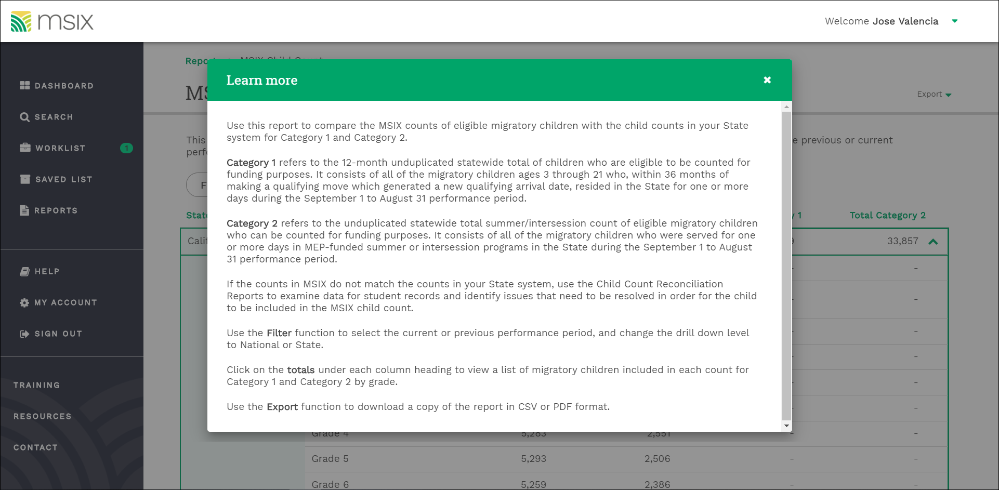 msix
Welcome Jose Valencia
DASHBOARD
SEARCH
WORKLIST 1
SAVED LIST
REPORTS
HELP
MY ACCOUNT
SIGN OUT
TRAINING
RESOURCES
CONTACT
MSIX Child Count
Export
Learn more
Use this report to compare the MSIX counts of eligible migratory children with the child counts in your State
system for Category 1 and Category 2.
Category 1 refers to the 12-month unduplicated statewide total of children who are eligible to be counted for
funding purposes. It consists of all of the migratory children ages 3 through 21 who, within 36 months of
making a qualifying move which generated a new qualifying arrival date, resided in the State for one or more
days during the September 1 to August 31 performance period.
Category 2 refers to the unduplicated statewide total summer/intersession count of eligible migratory children
who can be counted for funding purposes. It consists of all of the migratory children who were served for one
or more days in MEP-funded summer or intersession programs in the State during the September 1 to August
31 performance period.
If the counts in MSIX do not match the counts in your State system, use the Child Count Reconciliation
Reports to examine data for student records and identify issues that need to be resolved in order for the child
to be included in the MSIX child count.
Use the Filter function to select the current or previous performance period, and change the drill down level
to National or State.
Click on the totals under each column heading to view a list of migratory children included in each count for
Category 1 and Category 2 by grade.
Use the Export function to download a copy of the report in CSV or PDF format.
This
previous or current
State
1
Total Category 2
33,857
- -
- -
- -
- -
- -
- -
Grade 4 5,283 2,551 - -
Grade 5 5,293 2,506 - -
Grade 6 5,259 2,386 - -